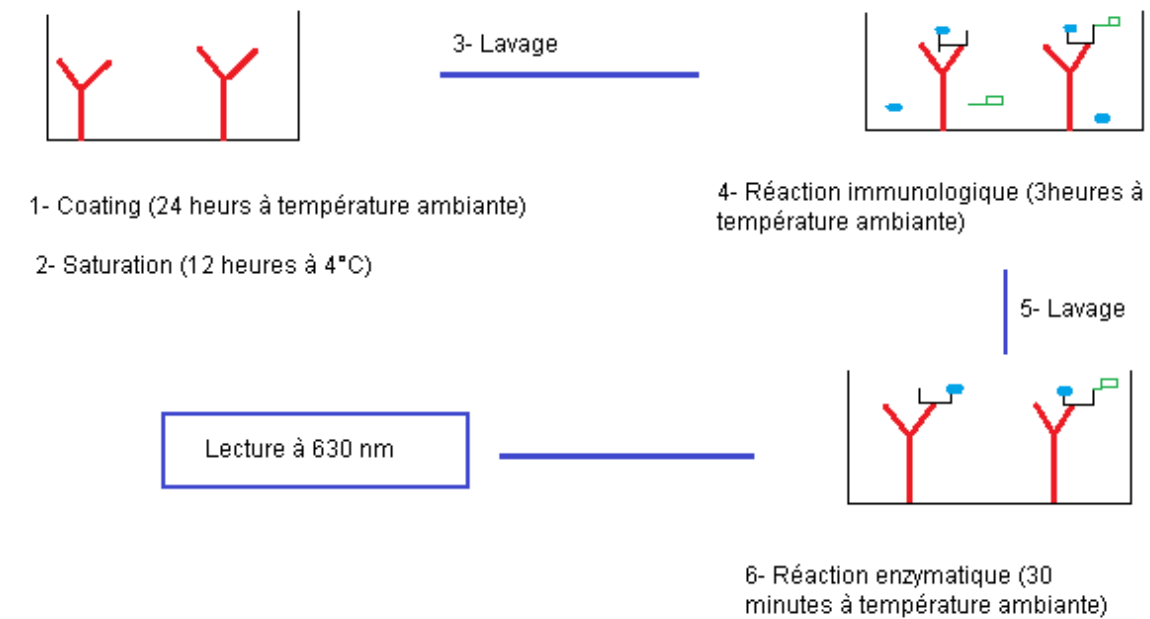 3- Lavage
1- Coating (24 heurs à température ambiante)
2- Saturation (12 heures à 4°C)
4- Réaction immunologique (3heures à
température ambiante)
5- Lavage
Lecture à 630 nm
6- Réaction enzymatique (30
minutes à température ambiante)